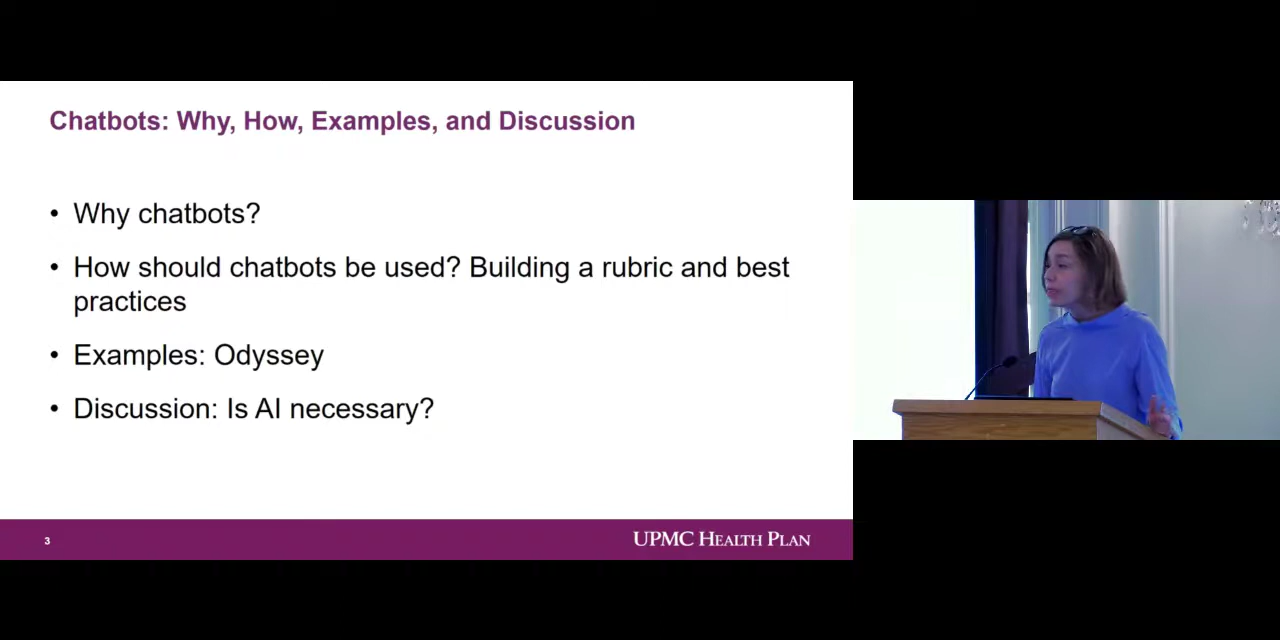 Chatbots: Why, How, Examples, and Discussion
• Why chatbots?
• How should chatbots be used? Building a rubric and best
practices
• Examples: Odyssey
• Discussion: Is AI necessary?
3
UPMC HEALTH PLAN